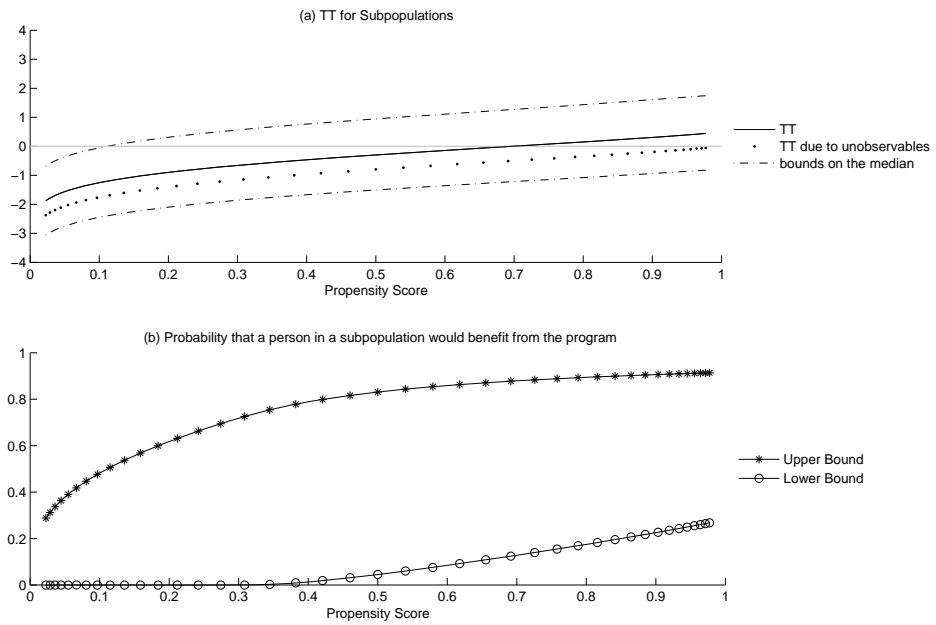 (a) TT for Subpopulations
4
3
2
1
0
−1
−2
−3
−4
0 0.1 0.2 0.3 0.4 0.5 0.6 0.7 0.8 0.9 1
Propensity Score
TT
TT due to unobservables
bounds on the median
(b) Probability that a person in a subpopulation would benefit from the program
1
0.8
0.6
0.4
0.2
0
0 0.1 0.2 0.3 0.4 0.5 0.6 0.7 0.8 0.9 1
Propensity Score
Upper Bound
Lower Bound